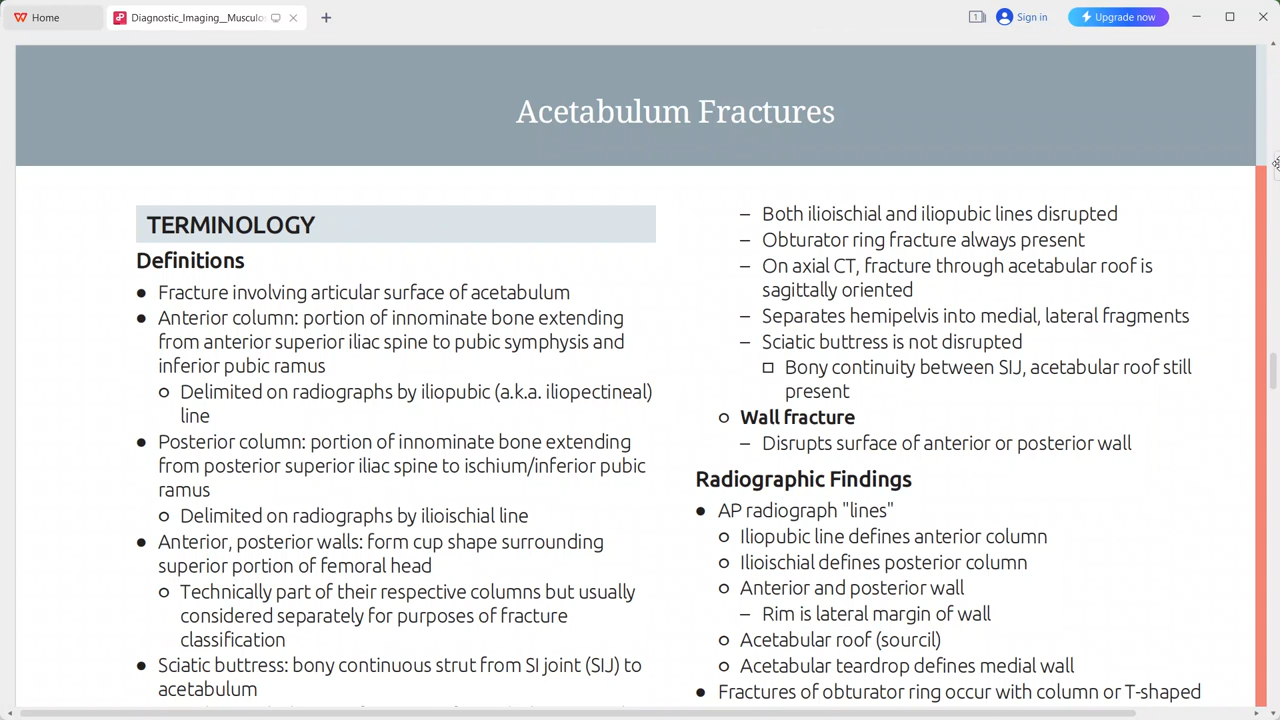 Home
Diagnostic_Imaging__Musculos
1
Sign in
Upgrade now
Acetabulum Fractures
TERMINOLOGY
Definitions
● Fracture involving articular surface of acetabulum
● Anterior column: portion of innominate bone extending
from anterior superior iliac spine to pubic symphysis and
inferior pubic ramus
○ Delimited on radiographs by iliopubic (a.k.a. iliopectineal)
line
● Posterior column: portion of innominate bone extending
from posterior superior iliac spine to ischium/inferior pubic
ramus
○ Delimited on radiographs by ilioischial line
● Anterior, posterior walls: form cup shape surrounding
superior portion of femoral head
○ Technically part of their respective columns but usually
considered separately for purposes of fracture
classification
● Sciatic buttress: bony continuous strut from SI joint (SIJ) to
acetabulum
– Both ilioischial and iliopubic lines disrupted
– Obturator ring fracture always present
– On axial CT, fracture through acetabular roof is
sagittally oriented
– Separates hemipelvis into medial, lateral fragments
– Sciatic buttress is not disrupted
□ Bony continuity between SIJ, acetabular roof still
present
○ Wall fracture
– Disrupts surface of anterior or posterior wall
Radiographic Findings
● AP radiograph "lines"
○ Iliopubic line defines anterior column
○ Ilioischial defines posterior column
○ Anterior and posterior wall
– Rim is lateral margin of wall
○ Acetabular roof (sourcil)
○ Acetabular teardrop defines medial wall
● Fractures of obturator ring occur with column or T-shaped